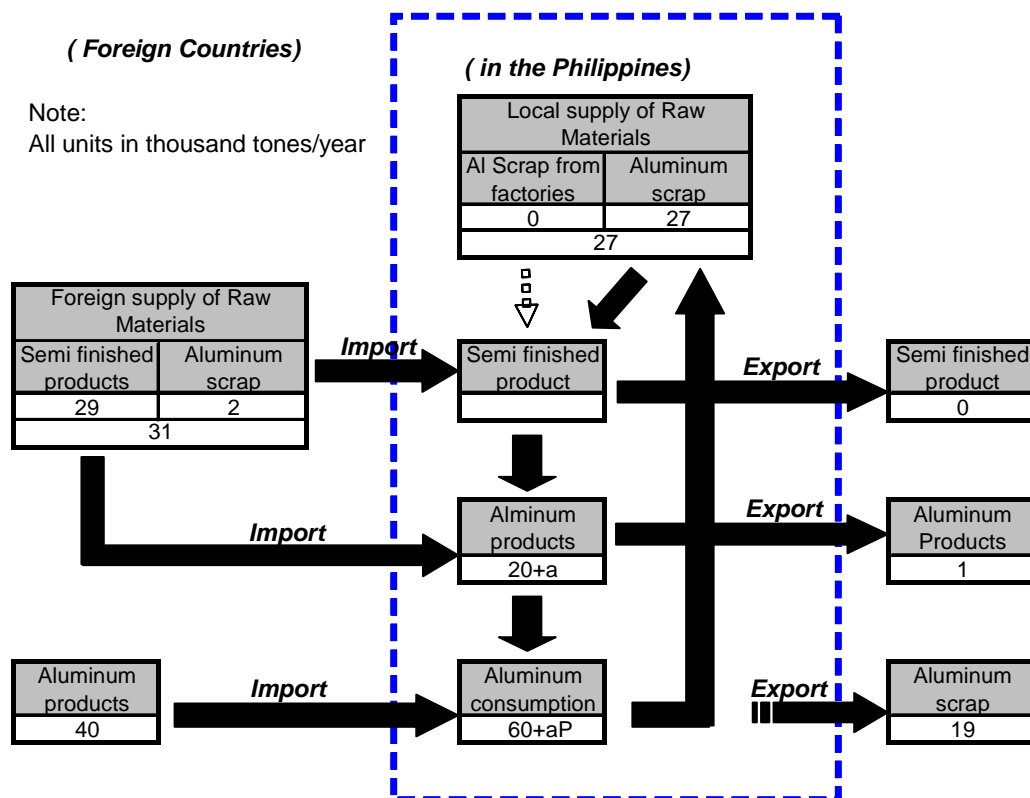 ( Foreign Countries)
( in the Philippines)
Note:
All units in thousand tones/year
Local supply of Raw
Materials
Al Scrap from
factories
Aluminum
scrap
0
27
27
Foreign supply of Raw
Materials
Semi finished
products
Aluminum
scrap
29
2
31
Import
Semi finished
product
Export
Semi finished
product
0
Import
Alminum
products
20+a
Export
Aluminum
Products
1
Aluminum
products
40
Import
Aluminum
consumption
60+aP
Export
Aluminum
scrap
19